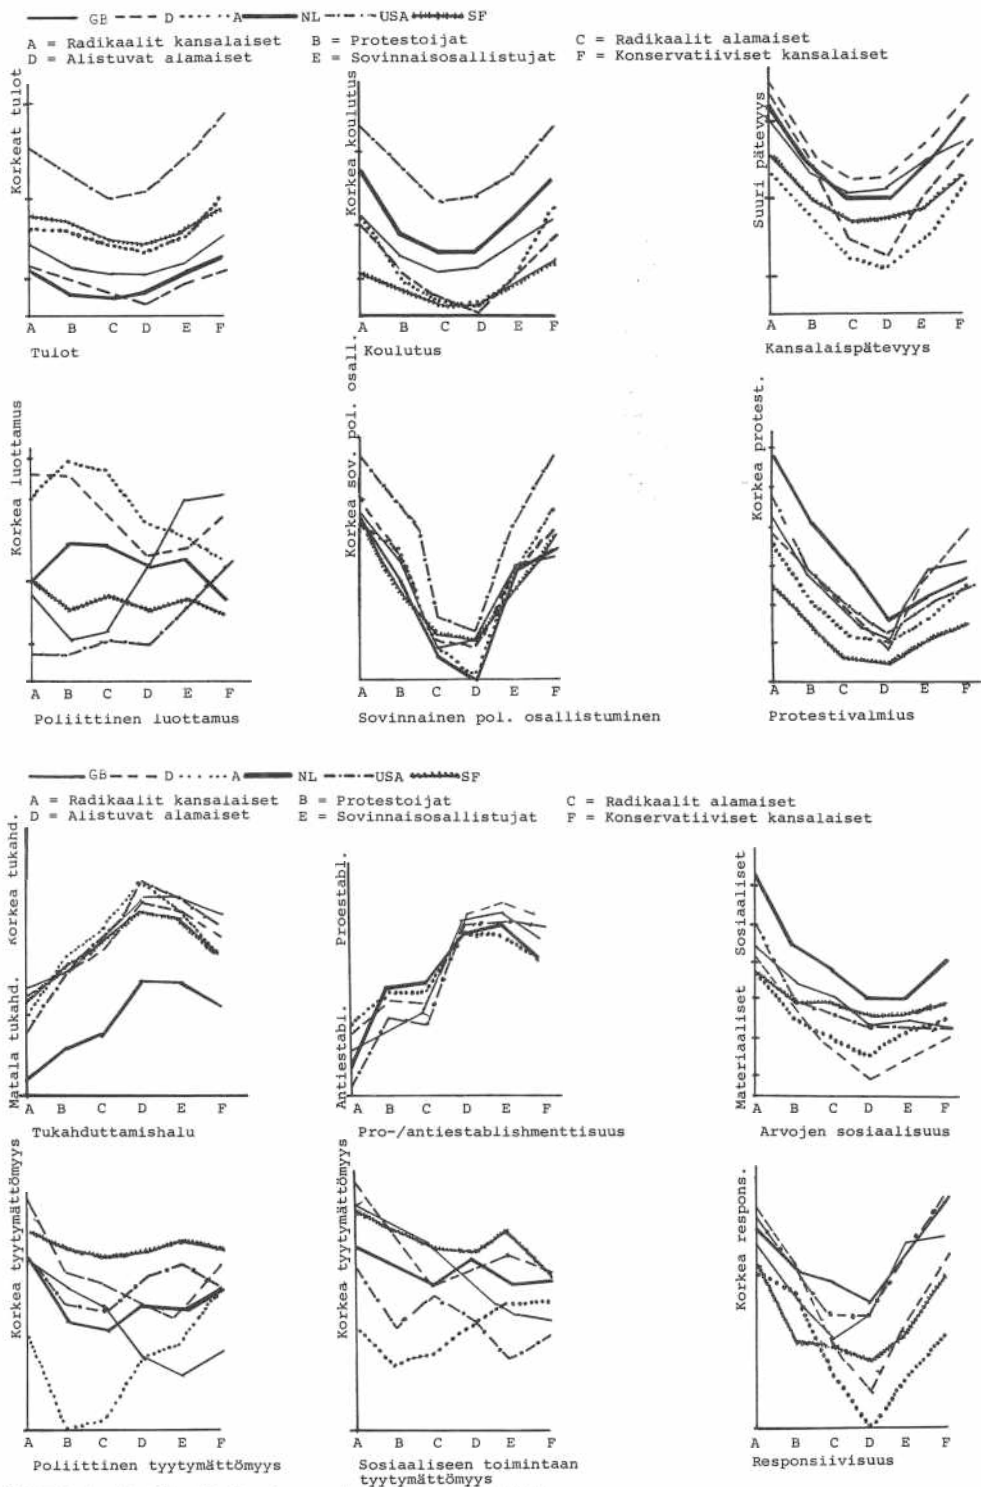 GB D A NL USA SF
A = Radikaalit kansalaiset B = Protestoijat C = Radikaalit alamaiset
D = Alistuvat alamaiset E = Sovinnaisosallistujat F = Konservatiiviset kansalaiset
Korkeat tulot
A B C D E F
Tulot
Korkea koulutus
A B C D E F
Koulutus
Suuri pätevyys
A B C D E F
Kansalaispätevyys
Korkea luottamus
A B C D E F
Poliittinen luottamus
Korkea sov. pol. osall.
A B C D E F
Sovinnainen pol. osallistuminen
Korkea protest.
A B C D E F
Protestivalmius
GB D A NL USA SF
A = Radikaalit kansalaiset B = Protestoijat C = Radikaalit alamaiset
D = Alistuvat alamaiset E = Sovinnaisosallistujat F = Konservatiiviset kansalaiset
Matala tukahd. Korkea tukahd.
A B C D E F
Tukahduttamishalu
Antiestabl. Proestabl.
A B C D E F
Pro-/antiestablishmenttisuus
Materiaaliset Sosiaaliset
A B C D E F
Arvojen sosiaalisuus
Korkea tyytymättömyys
A B C D E F
Poliittinen tyytymättömyys
Korkea tyytymättömyys
A B C D E F
Sosiaaliseen toimintaan
tyytymättömyys
Korkea respons.
A B C D E F
Responsiivisuus